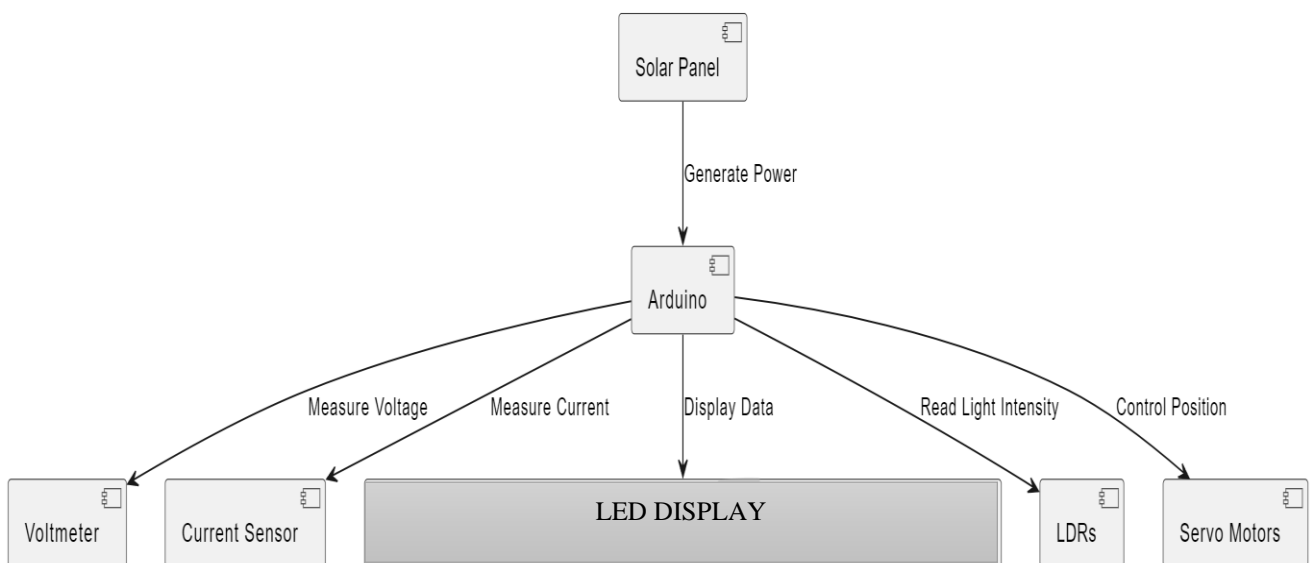 Solar Panel
Generate Power
Arduino
Measure Voltage
Measure Current
Display Data
Read Light Intensity
Control Position
Voltmeter
Current Sensor
LED DISPLAY
LDRs
Servo Motors